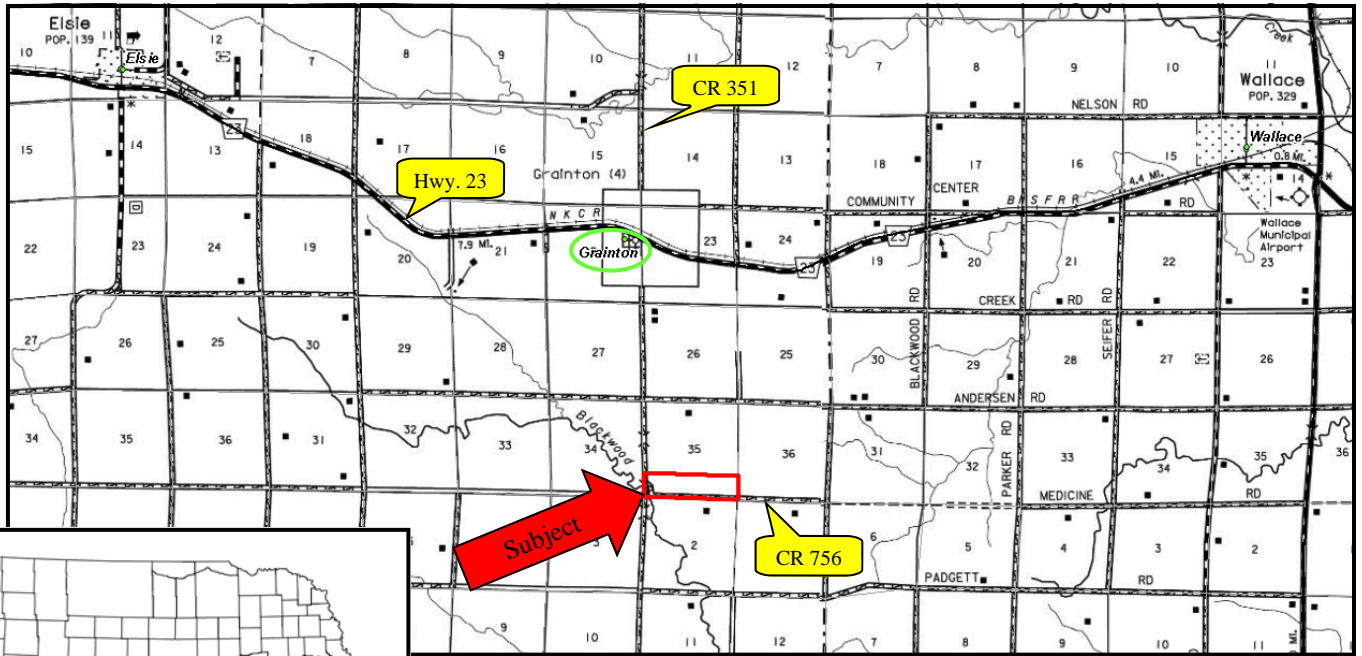 Elsie
POP. 139
11
12
10
7
8
9
10
11
12
7
8
9
10
11
Creek
Elsie
Wallace
POP. 329
CR 351
NELSON RD
23
15
14
13
18
17
16
15
14
13
18
17
16
15
Wallace
0.8 MI.
14
Grainton (4)
Hwy. 23
COMMUNITY CENTER RD
BNSFRR
4.4 MI.
NKCR
Wallace
Municipal
Airport
22
23
24
19
20
7.9 MI.
21
Grainton
23
24
23
23
19
20
21
22
23
BLACKWOOD RD
CREEK RD
SEIFER RD
27
26
25
30
29
28
27
26
25
30
29
28
27
26
ANDERSEN RD
34
35
36
31
32
33
34
Blackwood
35
36
31
32
PARKER RD
33
34
35
36
MEDICINE RD
Subject
CR 756
3
2
6
5
4
3
2
PADGETT RD
9
10
11
12
7
8
9
10
11
MI.